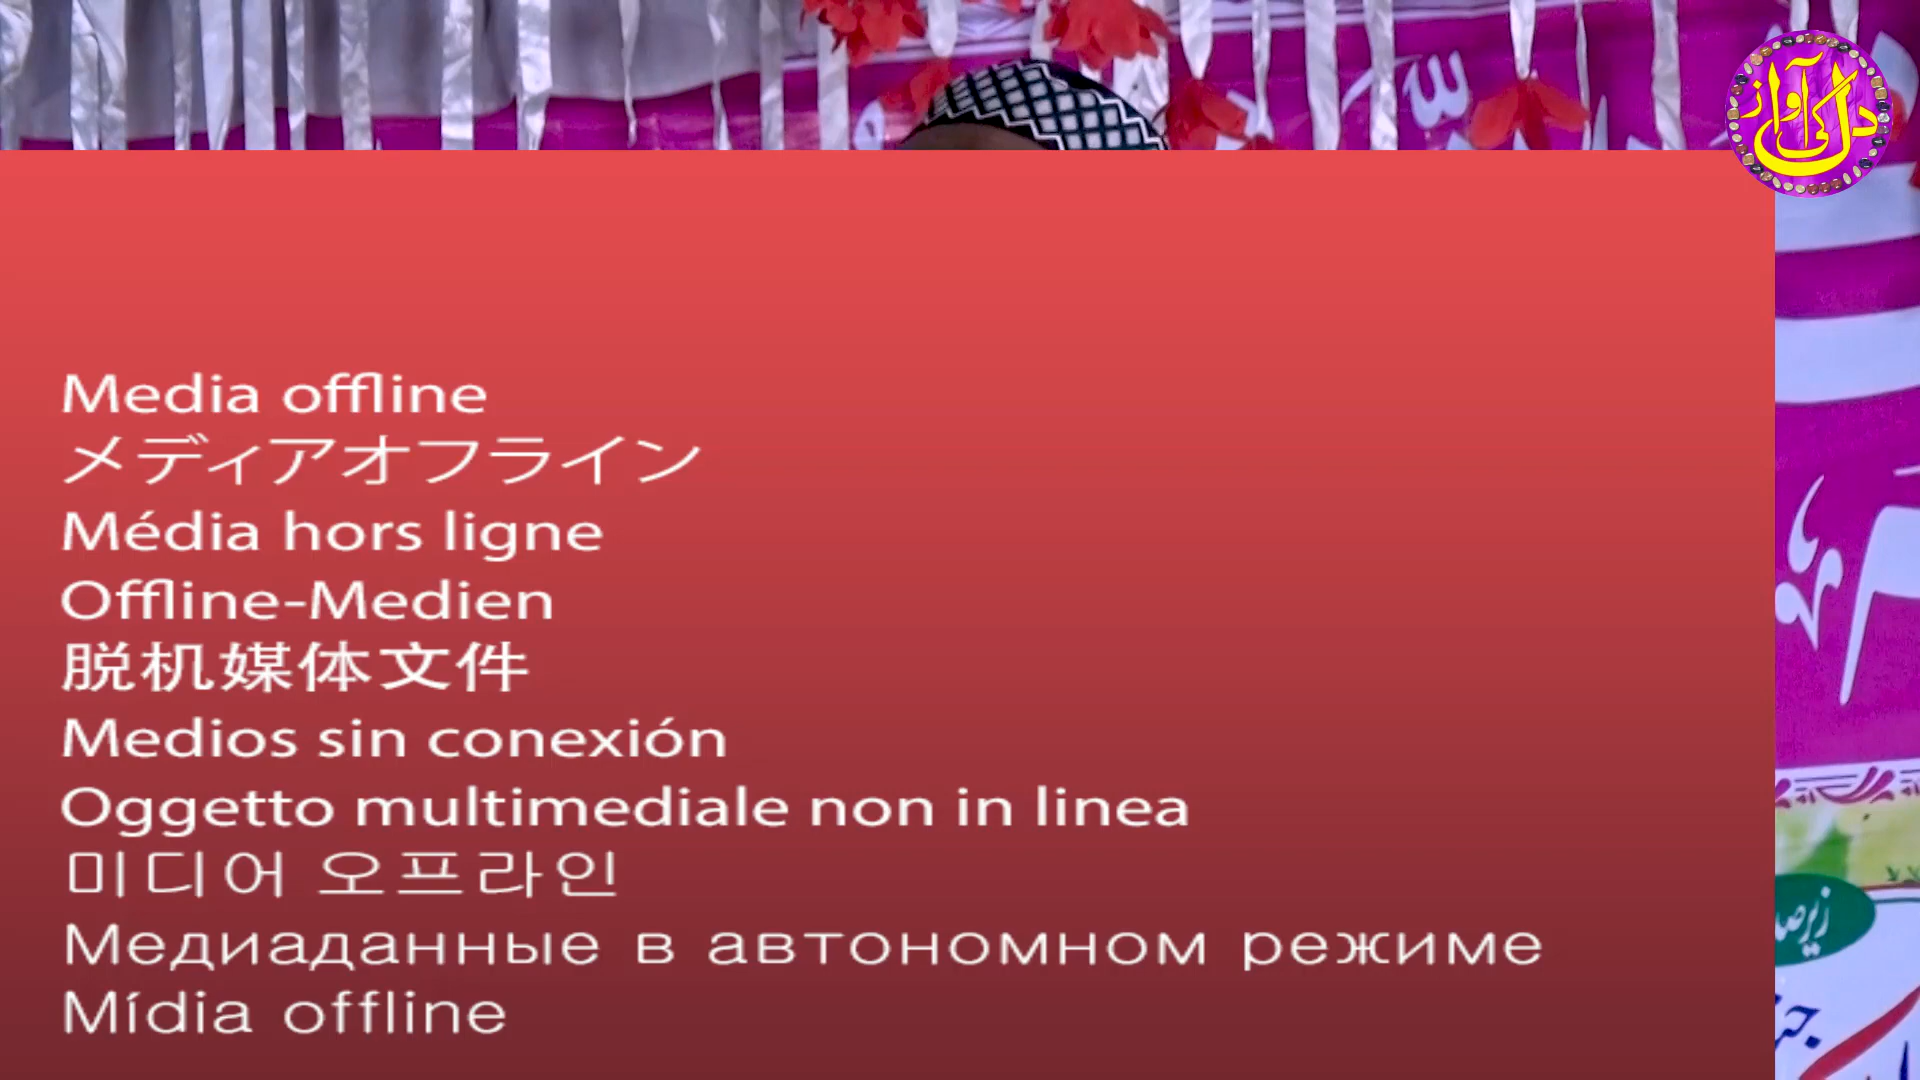 دل کی آواز
Media offline
メディアオフライン
Média hors ligne
Offline-Medien
脱机媒体文件
Medios sin conexión
Oggetto multimediale non in linea
미디어 오프라인
Медиаданные в автономном режиме
Mídia offline